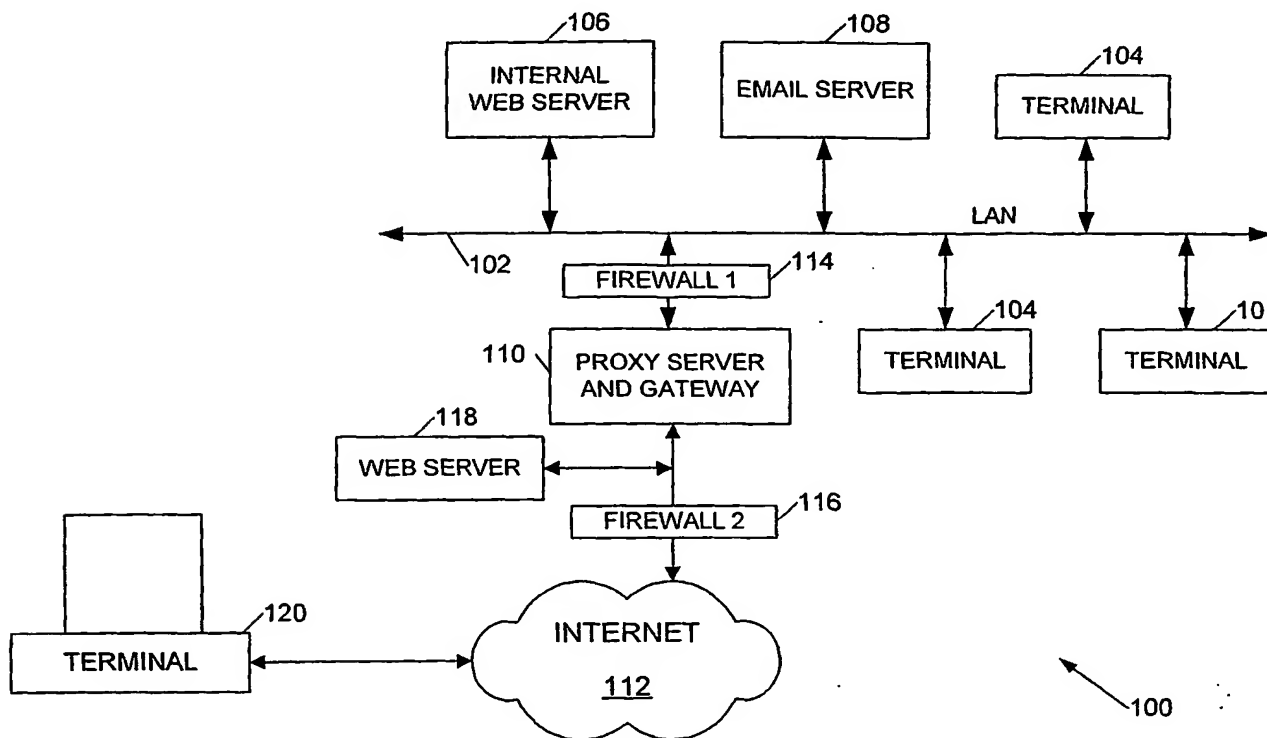 106
108
104
INTERNAL
WEB SERVER
EMAIL SERVER
TERMINAL
LAN
102
FIREWALL 1
114
104
10
110
PROXY SERVER
AND GATEWAY
TERMINAL
TERMINAL
118
WEB SERVER
FIREWALL 2
116
120
TERMINAL
INTERNET
112
100